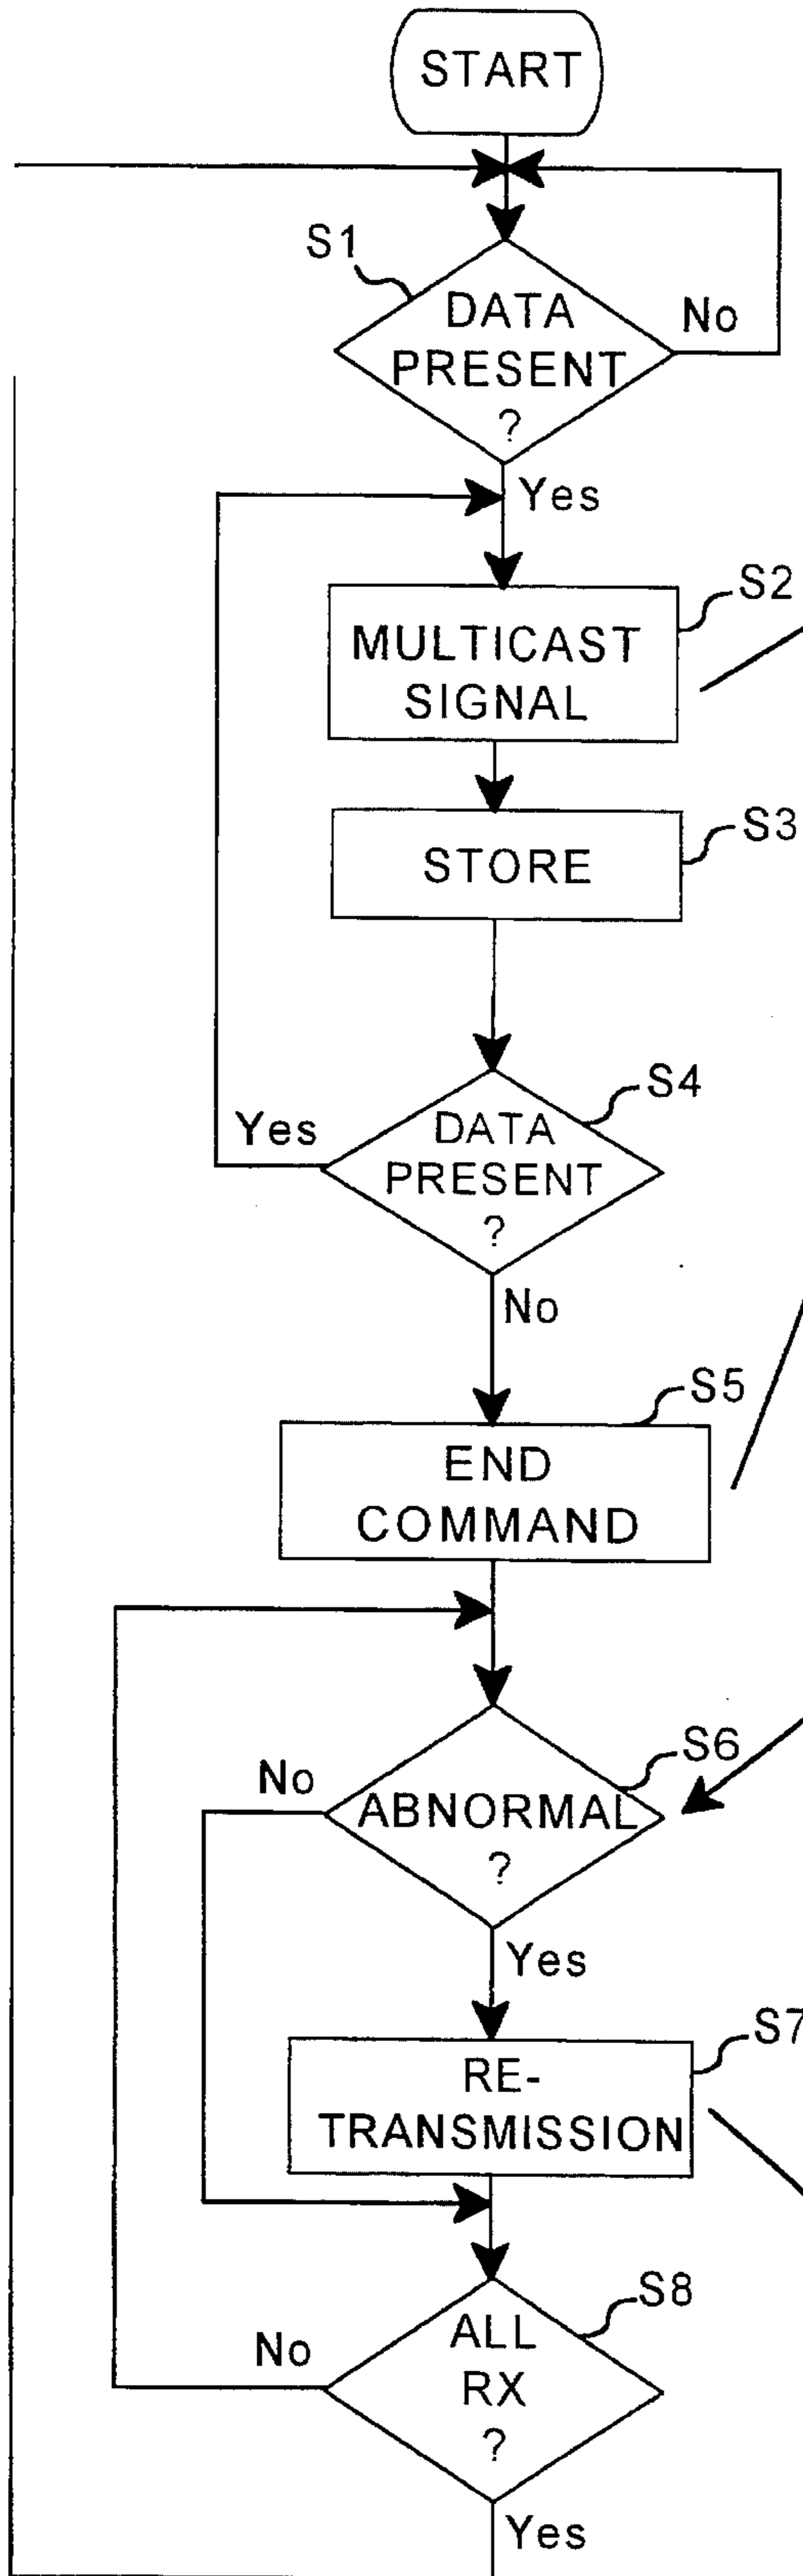 START
S1
DATA
PRESENT
?
No
Yes
S2
MULTICAST
SIGNAL
S3
STORE
S4
DATA
PRESENT
?
Yes
No
S5
END
COMMAND
S6
No
ABNORMAL
?
Yes
S7
RE-
TRANSMISSION
S8
No
ALL
RX
?
Yes